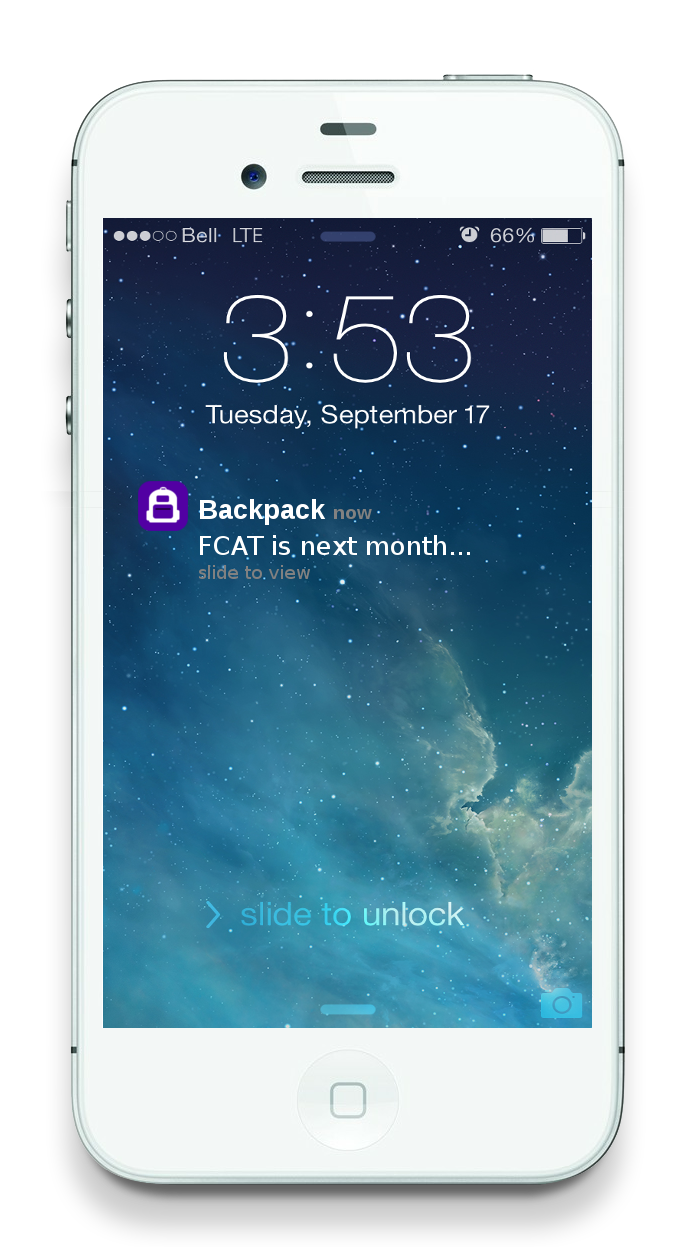 Bell LTE 66%
3:53
Tuesday, September 17
Backpack now
FCAT is next month...
slide to view
slide to unlock